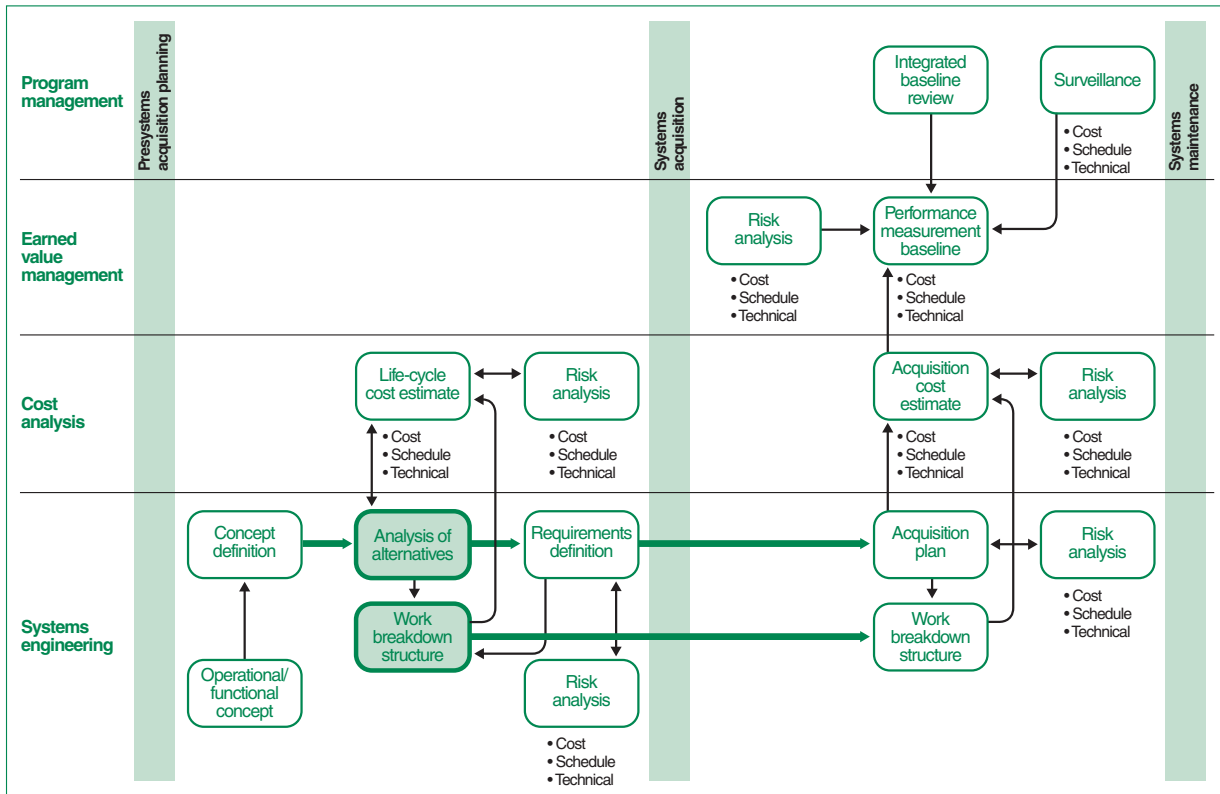 Program
management
Presystems
acquisition planning
Systems
acquisition
Integrated
baseline
review
Surveillance
• Cost
• Schedule
• Technical
Systems
maintenance
Earned
value
management
Risk
analysis
• Cost
• Schedule
• Technical
Performance
measurement
baseline
• Cost
• Schedule
• Technical
Cost
analysis
Life-cycle
cost estimate
• Cost
• Schedule
• Technical
Risk
analysis
• Cost
• Schedule
• Technical
Acquisition
cost
estimate
• Cost
• Schedule
• Technical
Risk
analysis
• Cost
• Schedule
• Technical
Systems
engineering
Concept
definition
Analysis of
alternatives
Requirements
definition
Acquisition
plan
Risk
analysis
• Cost
• Schedule
• Technical
Operational/
functional
concept
Work
breakdown
structure
Risk
analysis
• Cost
• Schedule
• Technical
Work
breakdown
structure